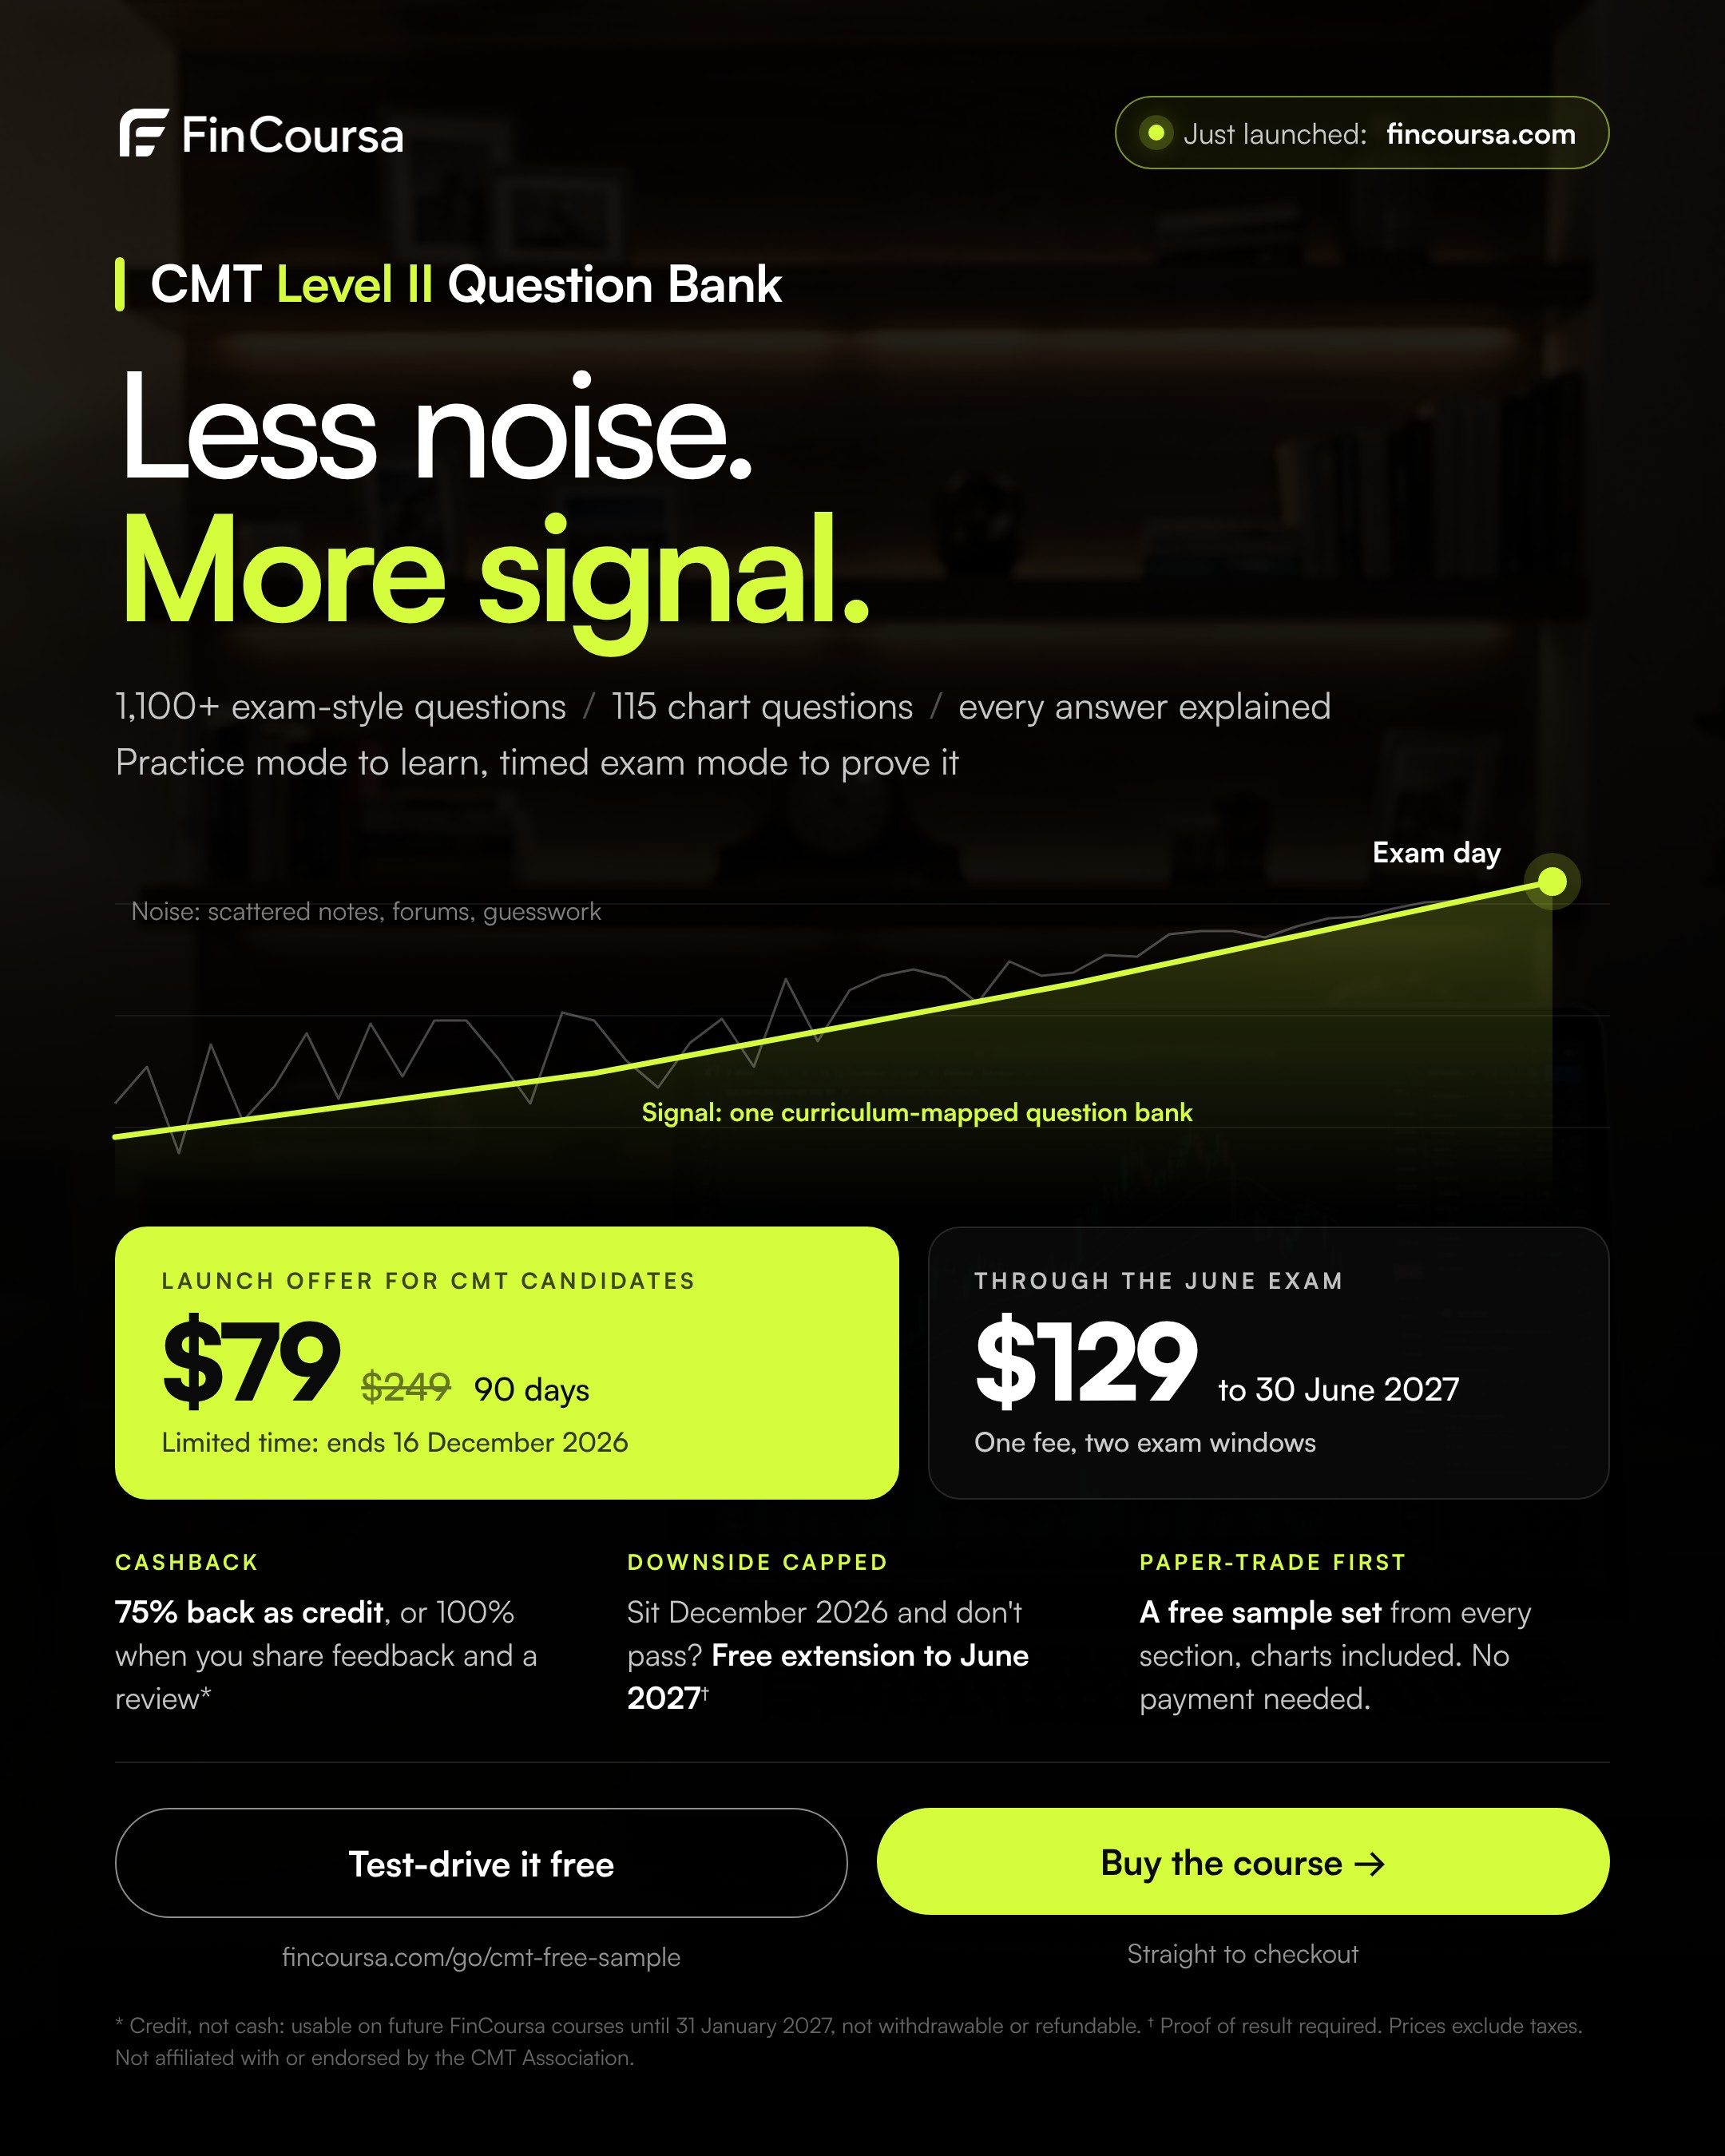 FinCoursa
Just launched: fincoursa.com
CMT Level II Question Bank
Less noise.
More signal.
1,100+ exam-style questions / 115 chart questions / every answer explained
Practice mode to learn, timed exam mode to prove it
Exam day
Noise: scattered notes, forums, guesswork
Signal: one curriculum-mapped question bank
LAUNCH OFFER FOR CMT CANDIDATES
$79 $249 90 days
Limited time: ends 16 December 2026
THROUGH THE JUNE EXAM
$129 to 30 June 2027
One fee, two exam windows
CASHBACK
75% back as credit, or 100%
when you share feedback and a
review*
DOWNSIDE CAPPED
Sit December 2026 and don't
pass? Free extension to June
2027†
PAPER-TRADE FIRST
A free sample set from every
section, charts included. No
payment needed.
Test-drive it free
fincoursa.com/go/cmt-free-sample
Buy the course →
Straight to checkout
* Credit, not cash: usable on future FinCoursa courses until 31 January 2027, not withdrawable or refundable. † Proof of result required. Prices exclude taxes.
Not affiliated with or endorsed by the CMT Association.